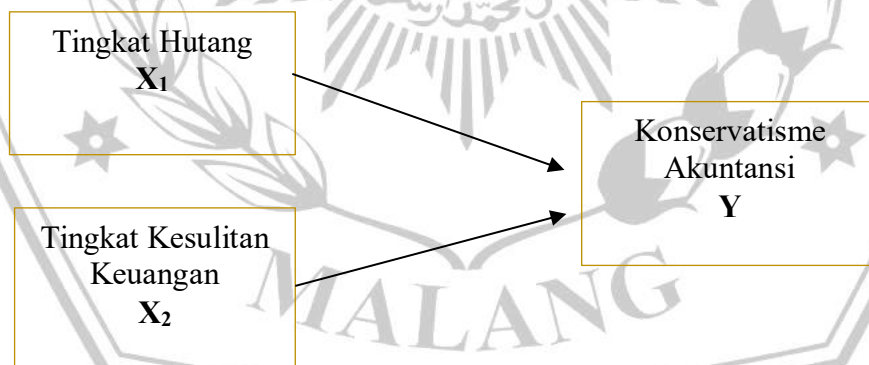 Tingkat Hutang
X₁
Konservatisme
Akuntansi
Y
Tingkat Kesulitan
Keuangan
X₂
MALANG